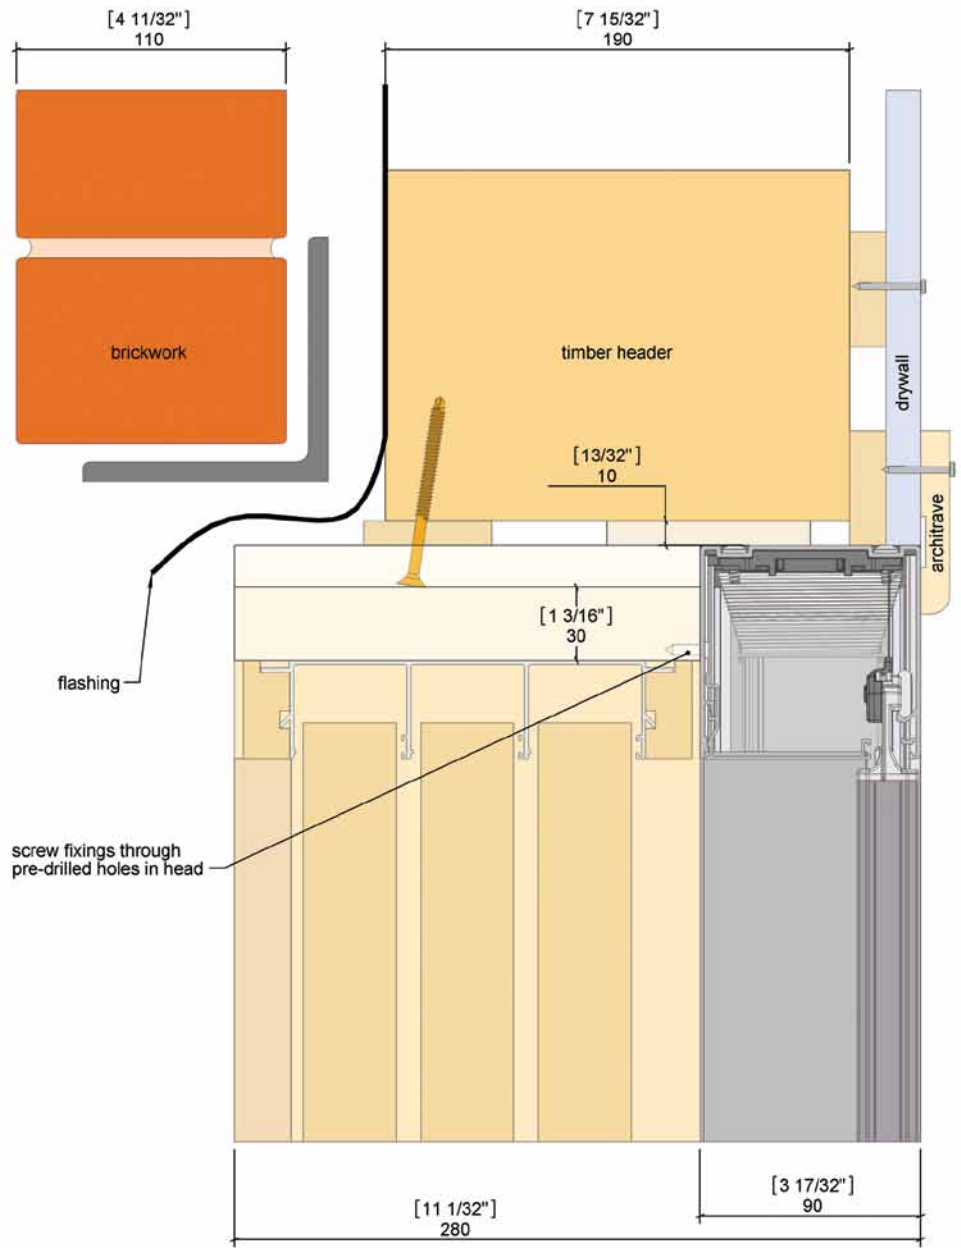 [4 11/32"]
110
[7 15/32"]
190
brickwork
timber header
drywall
[13/32"]
10
architrave
[1 3/16"]
30
flashing
screw fixings through
pre-drilled holes in head
[3 17/32"]
90
[11 1/32"]
280